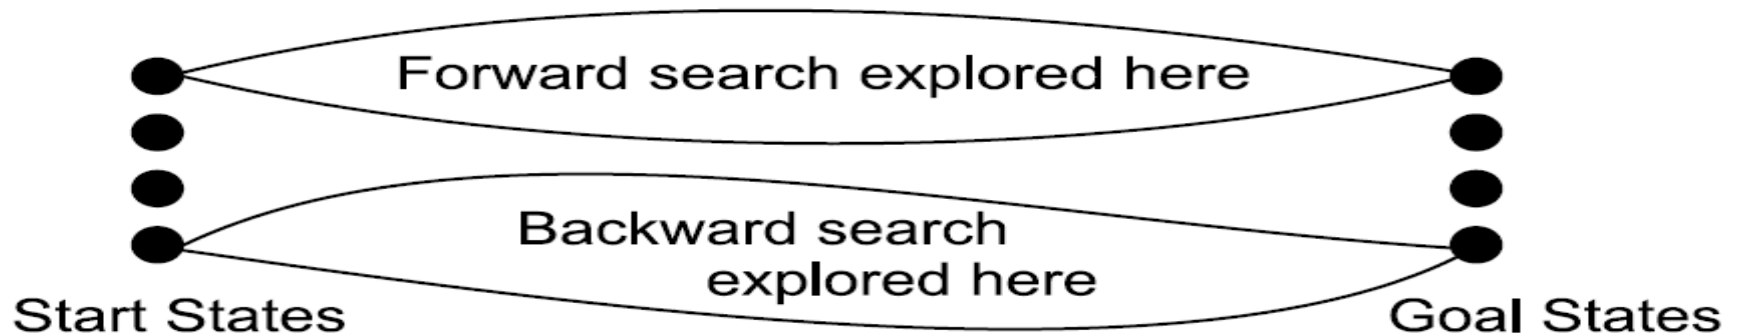 Forward search explored here
Backward search
explored here
Start States
Goal States